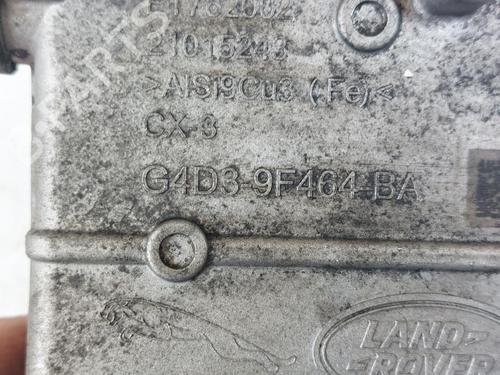 21015243
>AlSi9Cu3 (Fe)<
CX-3
G4D3-9F464-BA
LAND-
ROVER